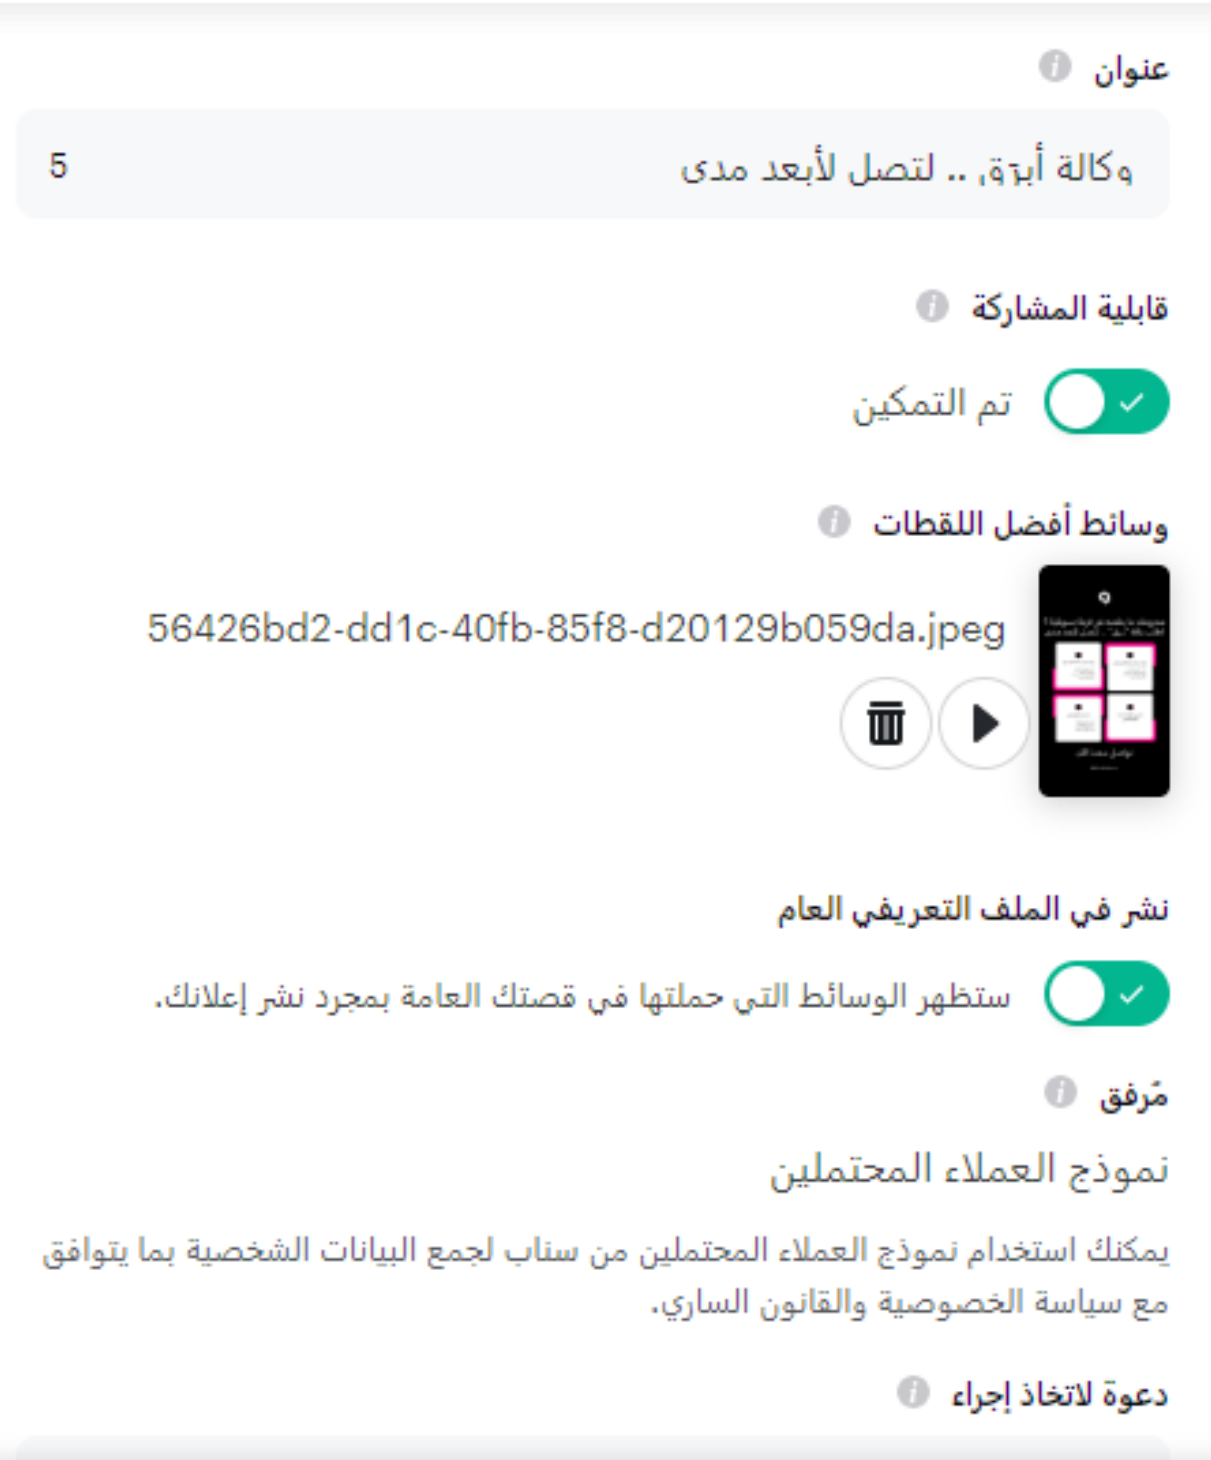 عنوان
وكالة أبرَق .. لتصل لأبعد مدى
5
قابلية المشاركة
تم التمكين
وسائط أفضل اللقطات
56426bd2-dd1c-40fb-85f8-d20129b059da.jpeg
نشر في الملف التعريفي العام
ستظهر الوسائط التي حملتها في قصتك العامة بمجرد نشر إعلانك.
مُرفق
نموذج العملاء المحتملين
يمكنك استخدام نموذج العملاء المحتملين من سناب لجمع البيانات الشخصية بما يتوافق
مع سياسة الخصوصية والقانون الساري.
دعوة لاتخاذ إجراء